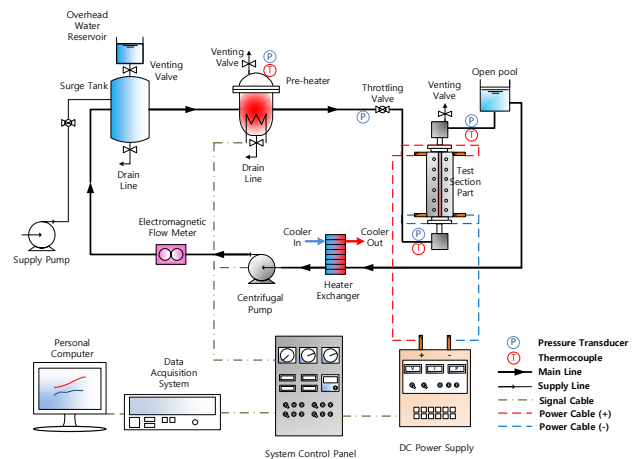 Overhead
Water
Reservoir
Venting
Valve
Surge Tank
Drain
Line
Venting
Valve
P
T
Pre-heater
Drain
Line
Throttling
Valve
P
Venting
Valve
Open pool
P
T
Test
Section
Part
P
T
Supply Pump
Electromagnetic
Flow Meter
Centrifugal
Pump
Cooler
In
Cooler
Out
Heater
Exchanger
Personal
Computer
Data
Acquisition
System
System Control Panel
+ -
V T P
DC Power Supply
P Pressure Transducer
T Thermocouple
Main Line
Supply Line
Signal Cable
Power Cable (+)
Power Cable (-)